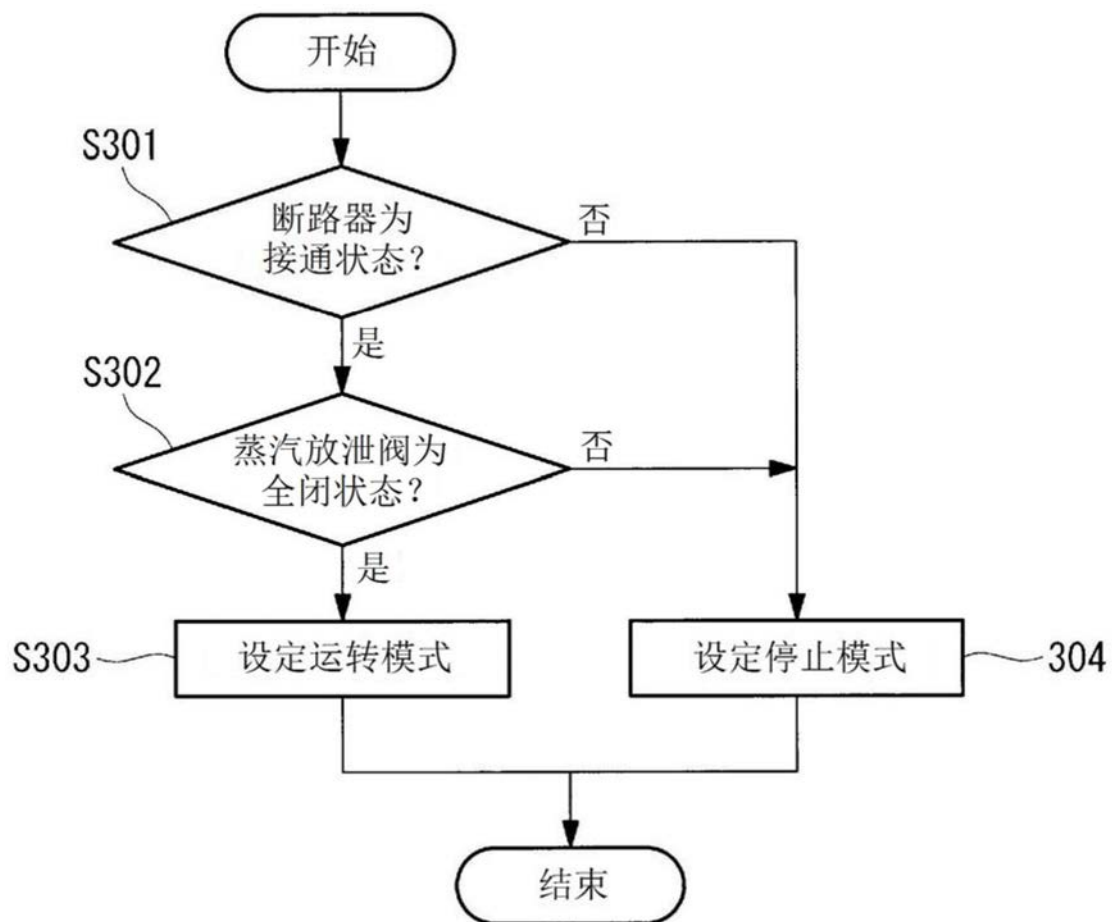 开始
S301
断路器为
接通状态?
否
是
S302
蒸汽放泄阀为
全闭状态?
否
是
S303
设定运转模式
设定停止模式
304
结束